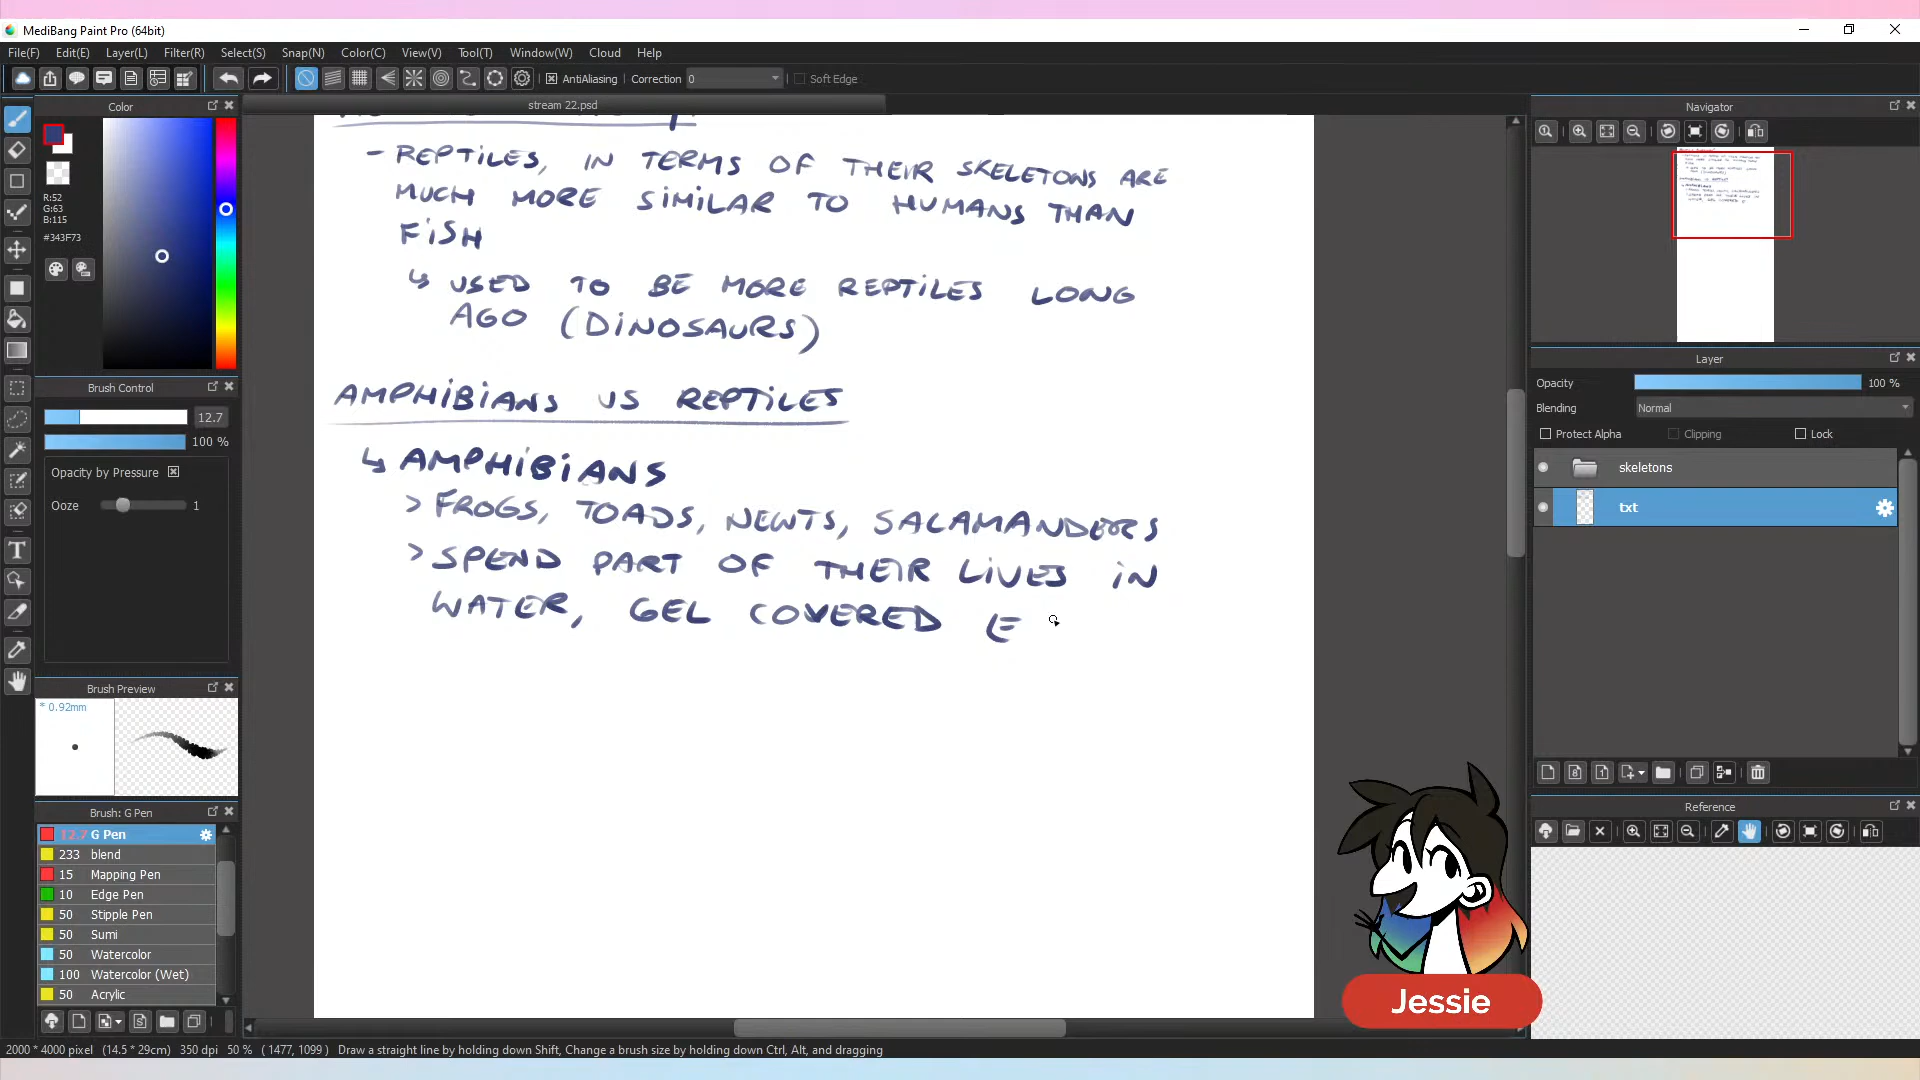 MediBang Paint Pro (64bit)
File(F) Edit(E) Layer(L) Filter(R) Select(S) Snap(N) Color(C) View(V) Tool(T) Window(W) Cloud Help
AntiAliasing Correction 0 Soft Edge
Color
stream 22.psd
Navigator
R:52
G:63
B:115
#343F73
- REPTILES, IN TERMS OF THEIR SKELETONS ARE
MUCH MORE SIMILAR TO HUMANS THAN
FISH
↳ USED TO BE MORE REPTILES LONG
AGO (DINOSAURS)
AMPHIBIANS VS REPTILES
↳ AMPHIBIANS
> FROGS, TOADS, NEWTS, SALAMANDERS
> SPEND PART OF THEIR LIVES IN
WATER, GEL COVERED E
Brush Control
12.7
100 %
Opacity by Pressure
Ooze 1
Brush Preview
* 0.92mm
Brush: G Pen
12.7 G Pen
233 blend
15 Mapping Pen
10 Edge Pen
50 Stipple Pen
50 Sumi
50 Watercolor
100 Watercolor (Wet)
50 Acrylic
Layer
Opacity 100 %
Blending Normal
Protect Alpha Clipping Lock
skeletons
txt
Reference
Jessie
2000 * 4000 pixel (14.5 * 29cm) 350 dpi 50 % ( 1477, 1099 ) Draw a straight line by holding down Shift, Change a brush size by holding down Ctrl, Alt, and dragging